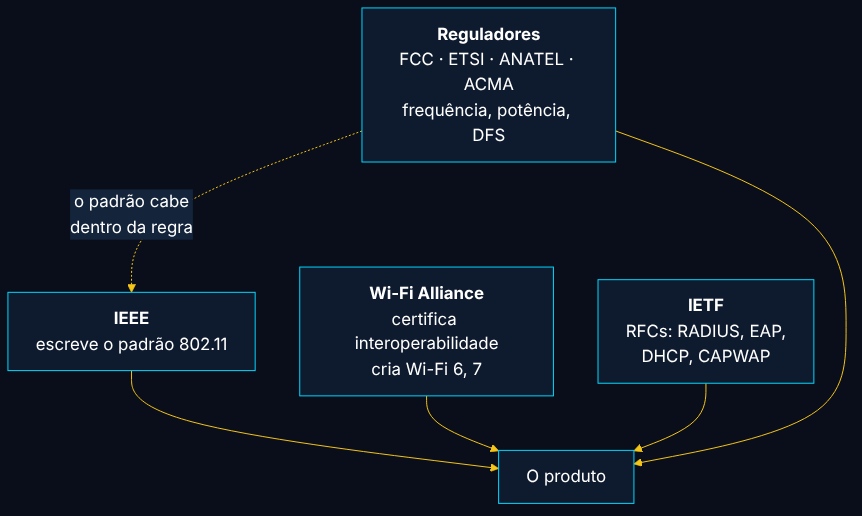 Reguladores
FCC · ETSI · ANATEL ·
ACMA
frequência, potência,
DFS
o padrão cabe
dentro da regra
IEEE
escreve o padrão 802.11
Wi-Fi Alliance
certifica
interoperabilidade
cria Wi-Fi 6, 7
IETF
RFCs: RADIUS, EAP,
DHCP, CAPWAP
O produto